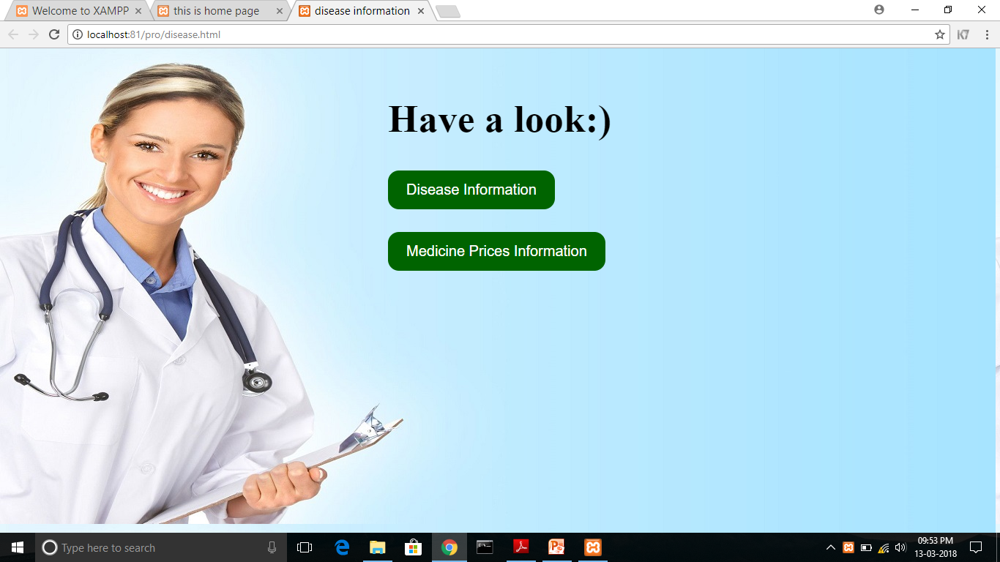 Welcome to XAMPP
this is home page
disease information
localhost:81/pro/disease.html
K7
Have a look:)
Disease Information
Medicine Prices Information
Type here to search
09:53 PM
13-03-2018